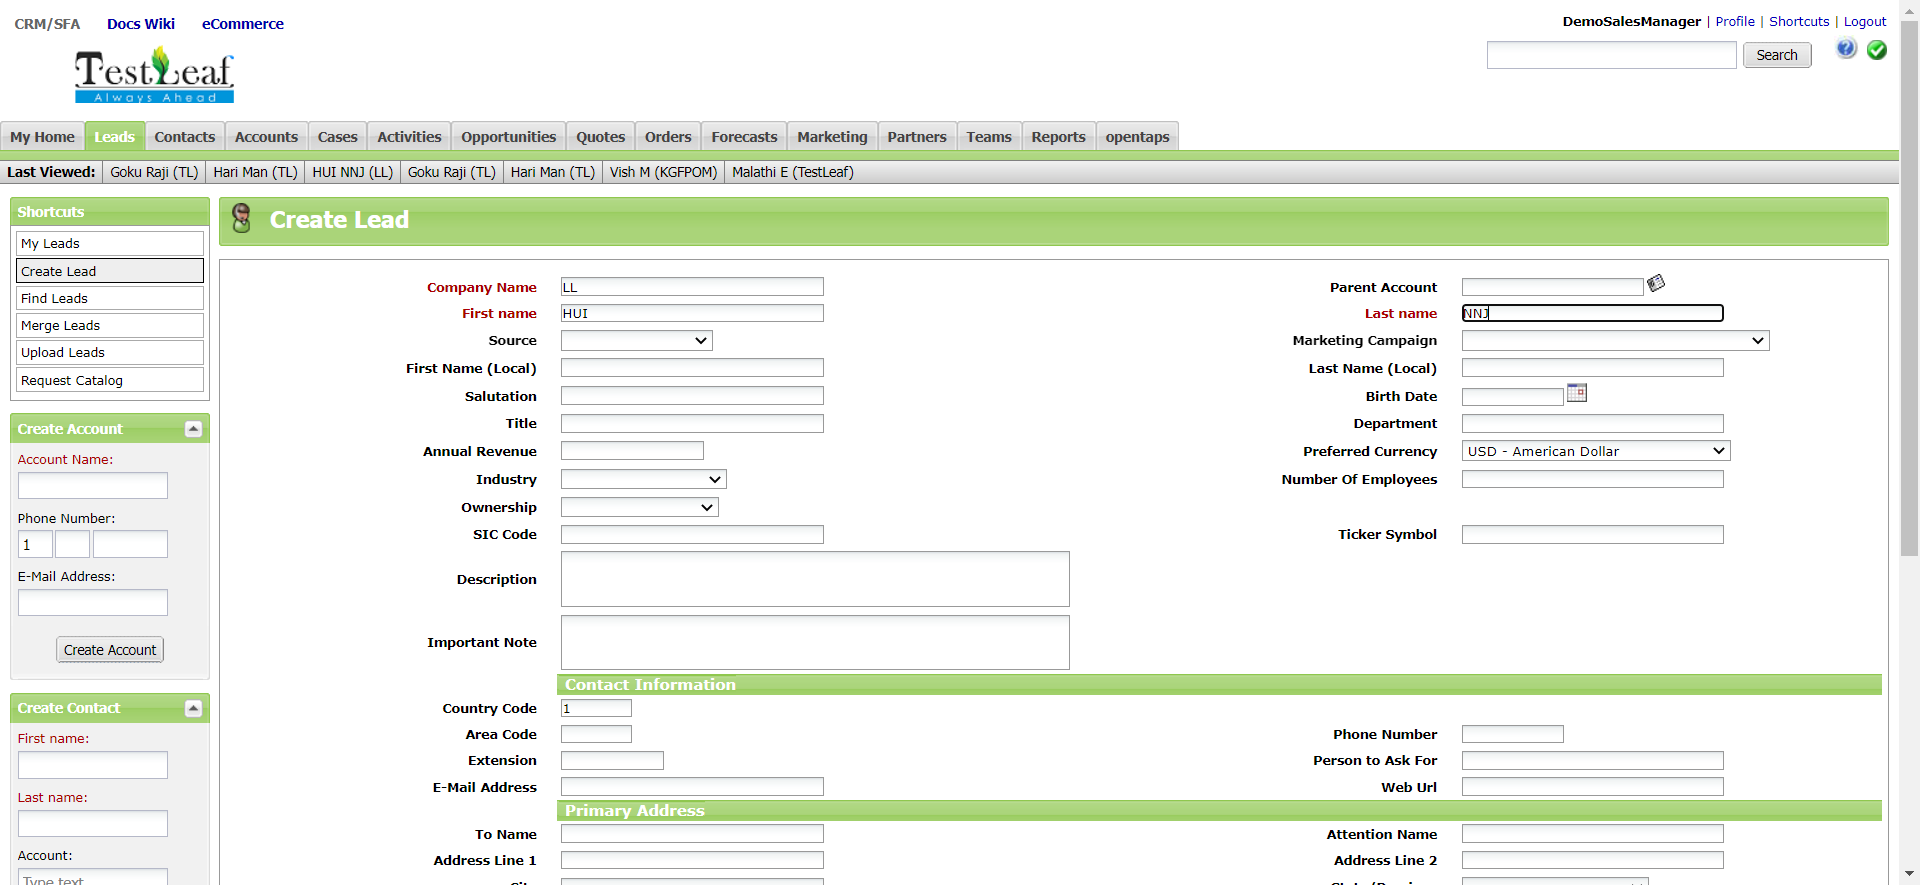 CRM/SFA Docs Wiki eCommerce
DemoSalesManager | Profile | Shortcuts | Logout
Search
TestLeaf
Always Ahead
My Home Leads Contacts Accounts Cases Activities Opportunities Quotes Orders Forecasts Marketing Partners Teams Reports opentaps
Last Viewed: Goku Raji (TL) Hari Man (TL) HUI NNJ (LL) Goku Raji (TL) Hari Man (TL) Vish M (KGFPOM) Malathi E (TestLeaf)
Shortcuts
My Leads
Create Lead
Find Leads
Merge Leads
Upload Leads
Request Catalog
Create Account
Account Name:
Phone Number:
1
E-Mail Address:
Create Account
Create Contact
First name:
Last name:
Account:
Type text
Create Lead
Company Name LL Parent Account
First name HUI Last name NNJ
Source Marketing Campaign
First Name (Local) Last Name (Local)
Salutation Birth Date
Title Department
Annual Revenue Preferred Currency USD - American Dollar
Industry Number Of Employees
Ownership
SIC Code Ticker Symbol
Description
Important Note
Contact Information
Country Code 1
Area Code Phone Number
Extension Person to Ask For
E-Mail Address Web Url
Primary Address
To Name Attention Name
Address Line 1 Address Line 2